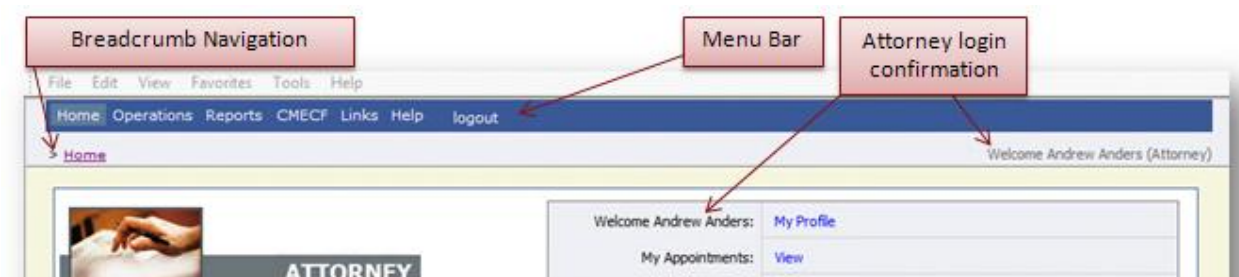 Breadcrumb Navigation
Menu Bar
Attorney login
confirmation
File Edit View Favorites Tools Help
Home Operations Reports CMECF Links Help logout
> Home
Welcome Andrew Anders (Attorney)
Welcome Andrew Anders: My Profile
My Appointments: View
ATTORNEY